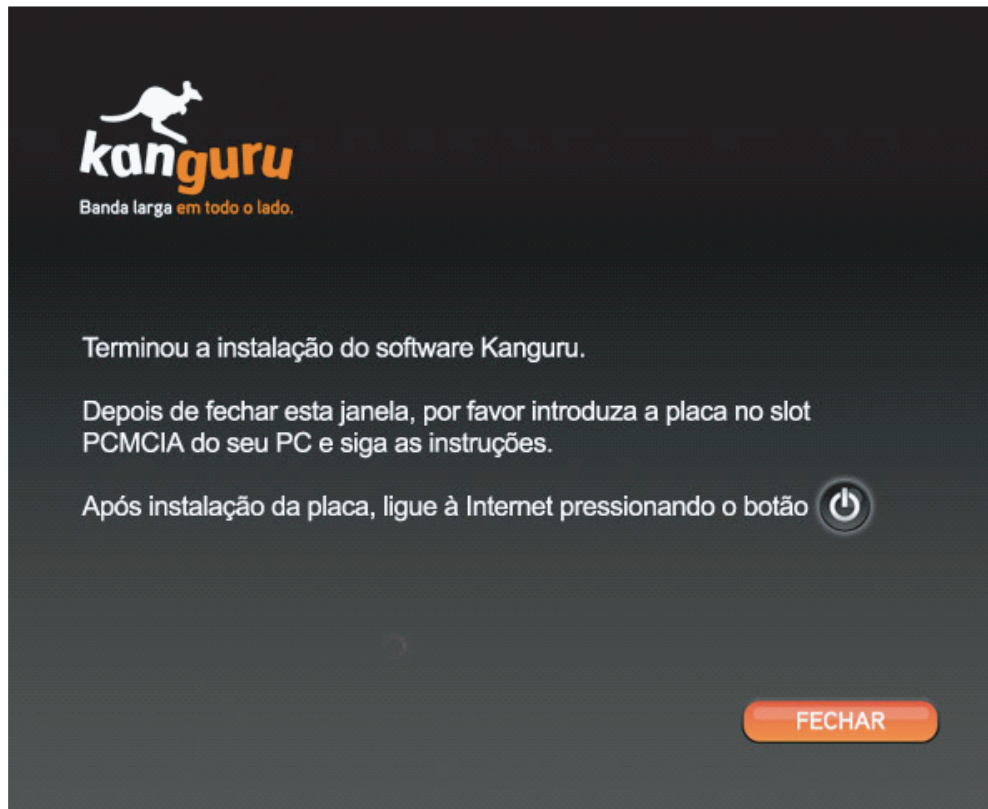 kanguru
Banda larga em todo o lado.
Terminou a instalação do software Kanguru.
Depois de fechar esta janela, por favor introduza a placa no slot
PCMCIA do seu PC e siga as instruções.
Após instalação da placa, ligue à Internet pressionando o botão
FECHAR